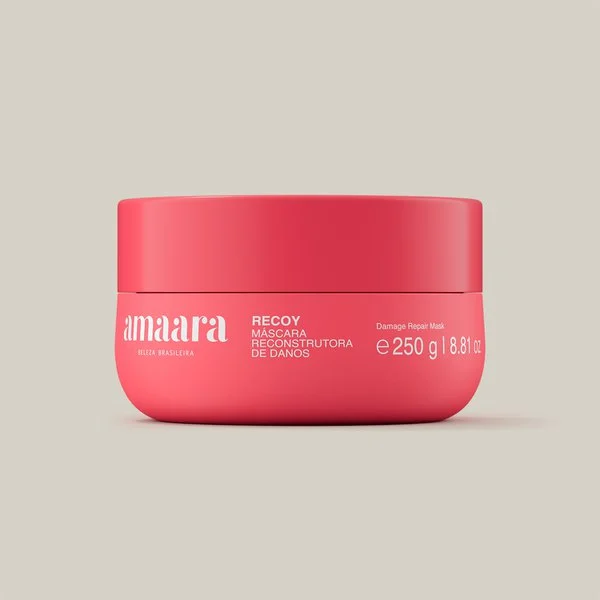 amaara
BELEZA BRASILEIRA
RECOY
MÁSCARA
RECONSTRUTORA
DE DANOS
Damage Repair Mask
℮ 250 g | 8.81 oz